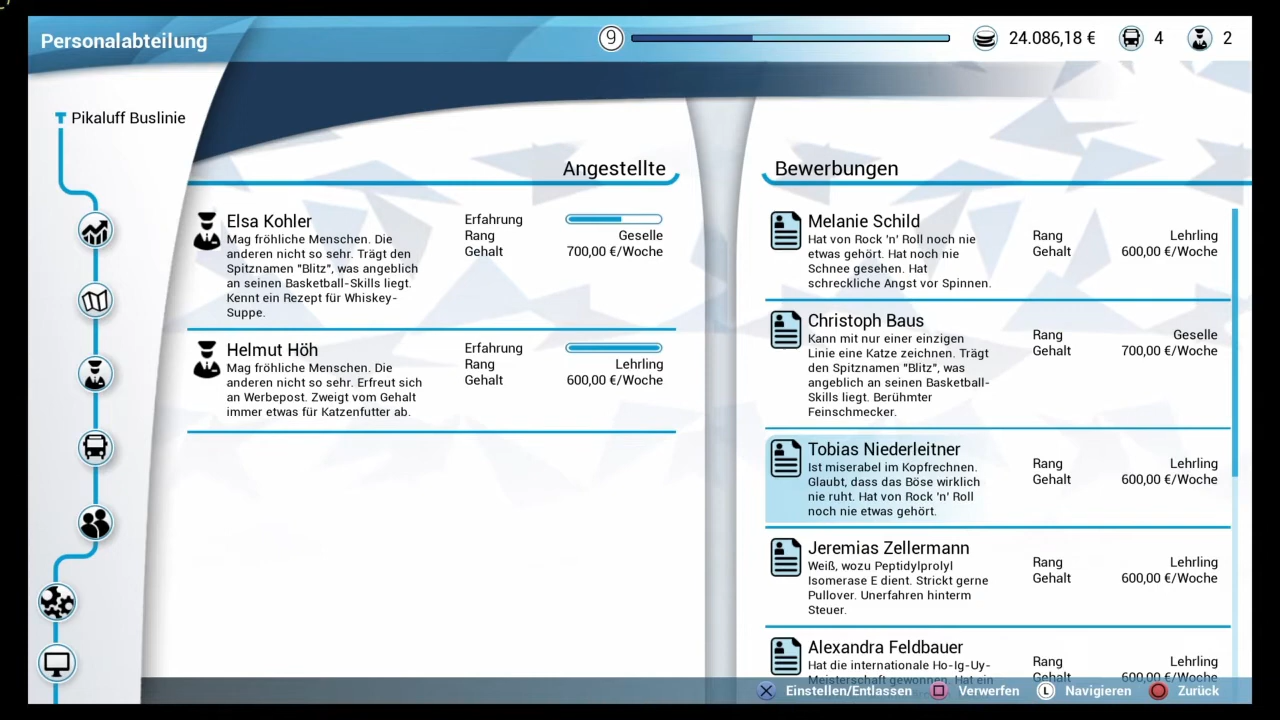 Personalabteilung
9
24.086,18 €
4
2
Pikaluff Buslinie
Angestellte
Elsa Kohler
Mag fröhliche Menschen. Die
anderen nicht so sehr. Trägt den
Spitznamen "Blitz", was angeblich
an seinen Basketball-Skills liegt.
Kennt ein Rezept für Whiskey-
Suppe.
Erfahrung
Rang Geselle
Gehalt 700,00 €/Woche
Helmut Höh
Mag fröhliche Menschen. Die
anderen nicht so sehr. Erfreut sich
an Werbepost. Zweigt vom Gehalt
immer etwas für Katzenfutter ab.
Erfahrung
Rang Lehrling
Gehalt 600,00 €/Woche
Bewerbungen
Melanie Schild
Hat von Rock 'n' Roll noch nie
etwas gehört. Hat noch nie
Schnee gesehen. Hat
schreckliche Angst vor Spinnen.
Rang Lehrling
Gehalt 600,00 €/Woche
Christoph Baus
Kann mit nur einer einzigen
Linie eine Katze zeichnen. Trägt
den Spitznamen "Blitz", was
angeblich an seinen Basketball-
Skills liegt. Berühmter
Feinschmecker.
Rang Geselle
Gehalt 700,00 €/Woche
Tobias Niederleitner
Ist miserabel im Kopfrechnen.
Glaubt, dass das Böse wirklich
nie ruht. Hat von Rock 'n' Roll
noch nie etwas gehört.
Rang Lehrling
Gehalt 600,00 €/Woche
Jeremias Zellermann
Weiß, wozu Peptidylprolyl
Isomerase E dient. Strickt gerne
Pullover. Unerfahren hinterm
Steuer.
Rang Lehrling
Gehalt 600,00 €/Woche
Alexandra Feldbauer
Hat die internationale Ho-Ig-Uy-
Meisterschaft gewonnen. Hat ein
Rang Lehrling
Gehalt 600,00 €/Woche
Einstellen/Entlassen Verwerfen L Navigieren Zurück